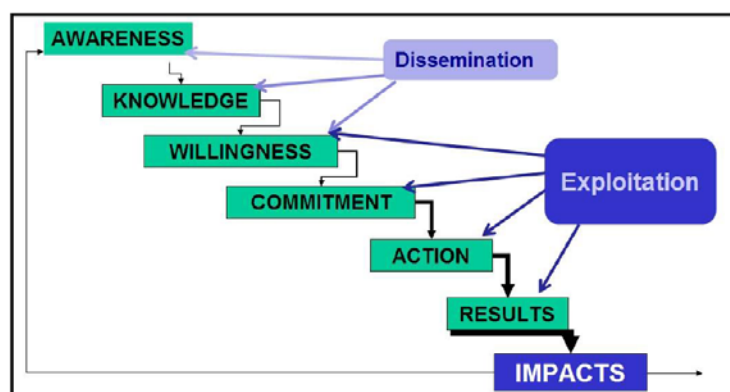 AWARENESS
Dissemination
KNOWLEDGE
WILLINGNESS
Exploitation
COMMITMENT
ACTION
RESULTS
IMPACTS